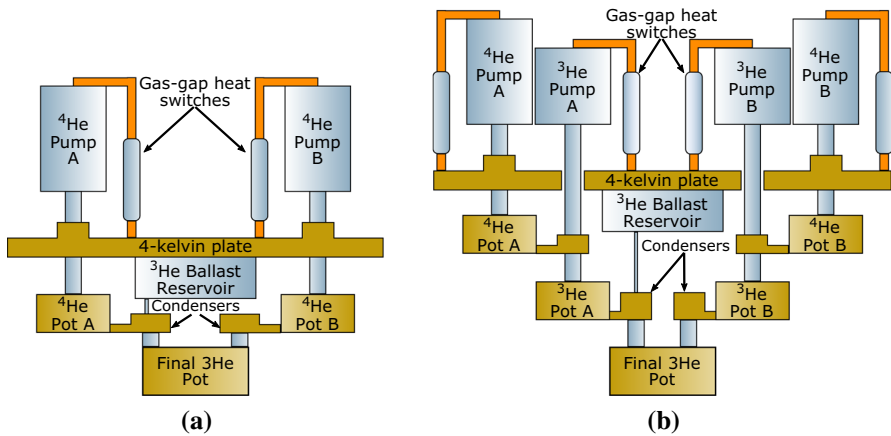 Gas-gap heat
switches
⁴He
Pump
A
⁴He
Pump
B
4-kelvin plate
³He Ballast
Reservoir
Condensers
⁴He
Pot A
⁴He
Pot B
Final 3He
Pot
(a)
Gas-gap heat
switches
⁴He
Pump
A
³He
Pump
A
³He
Pump
B
⁴He
Pump
B
4-kelvin plate
³He Ballast
Reservoir
⁴He
Pot A
Condensers
⁴He
Pot B
³He
Pot A
³He
Pot B
Final 3He
Pot
(b)